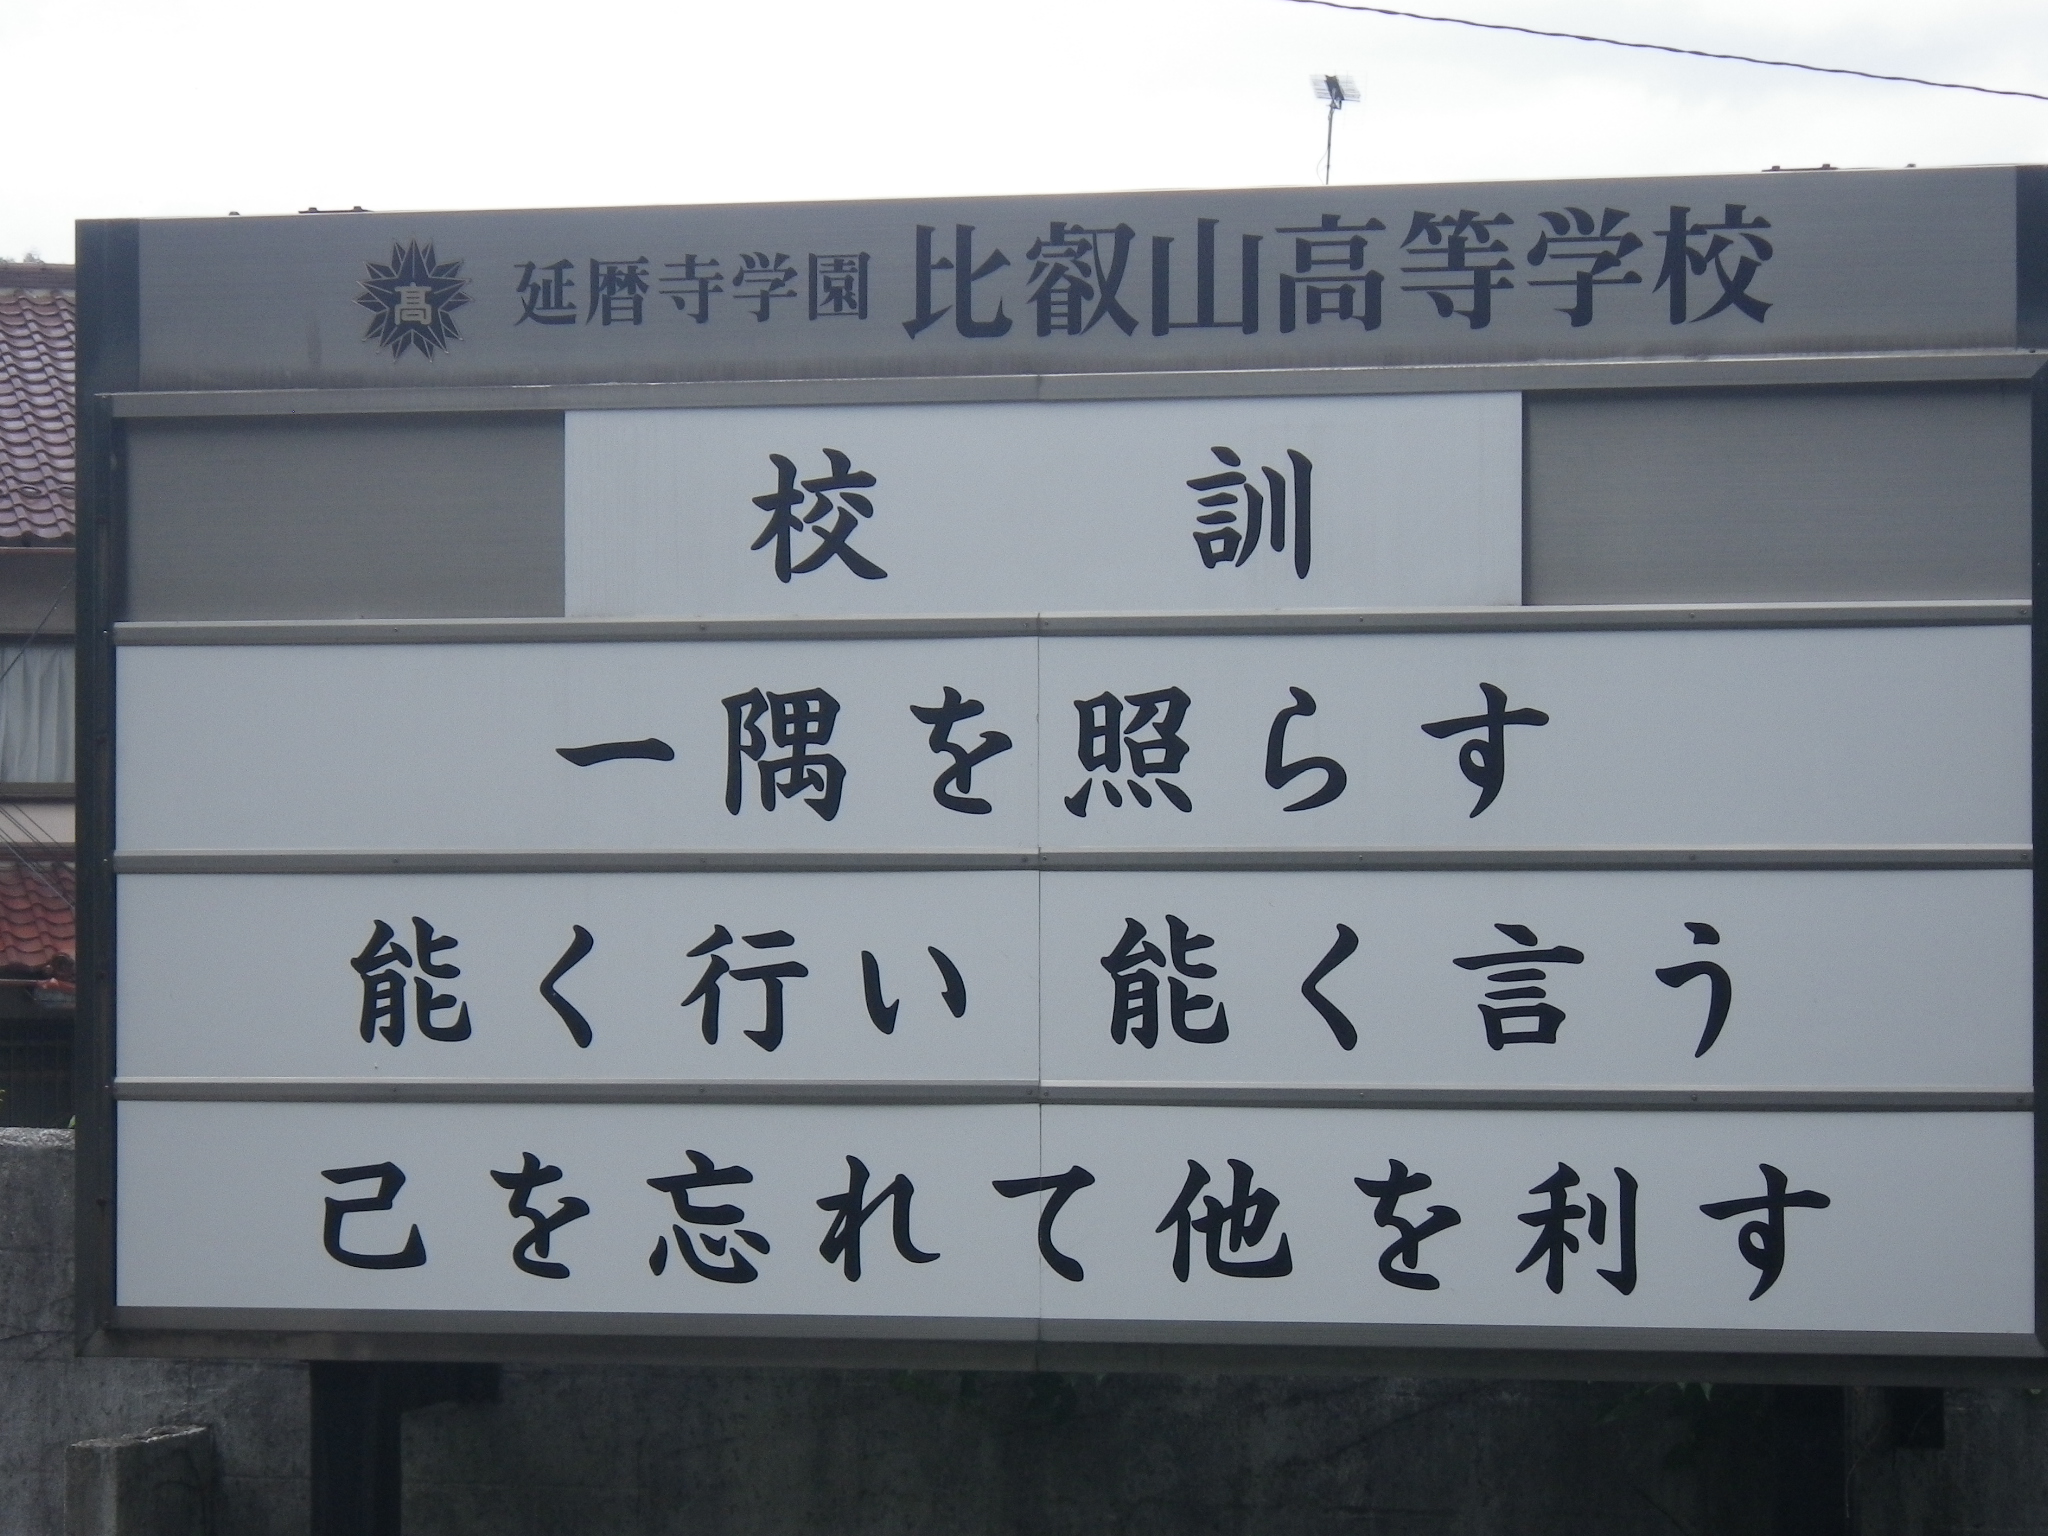 髙 延暦寺学園 比叡山高等学校
校訓
一隅を照らす
能く行い 能く言う
己を忘れて他を利す